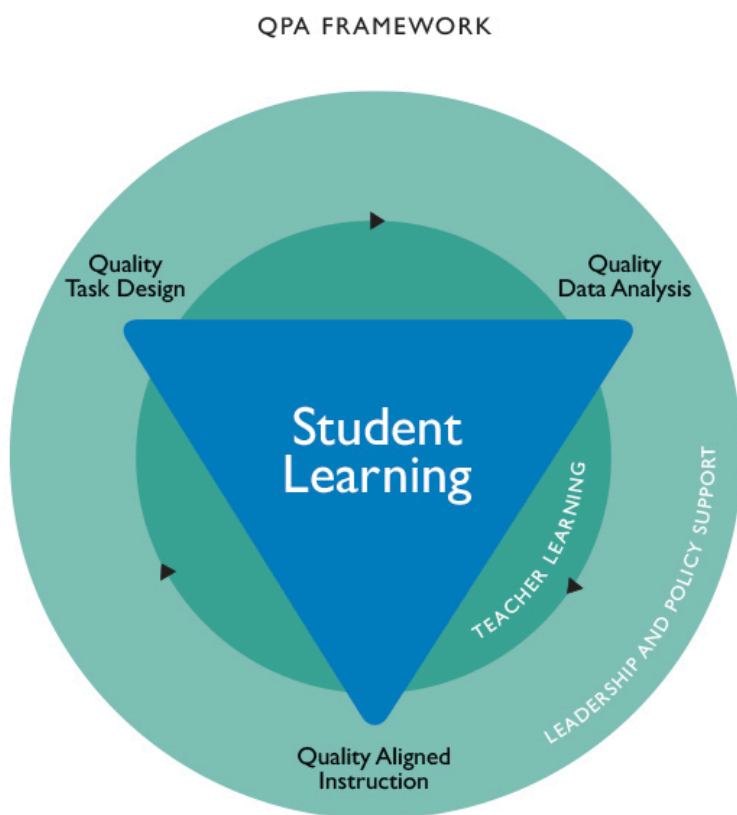 QPA FRAMEWORK
Quality
Task Design
Quality
Data Analysis
Student
Learning
TEACHER LEARNING
LEADERSHIP AND POLICY SUPPORT
Quality Aligned
Instruction